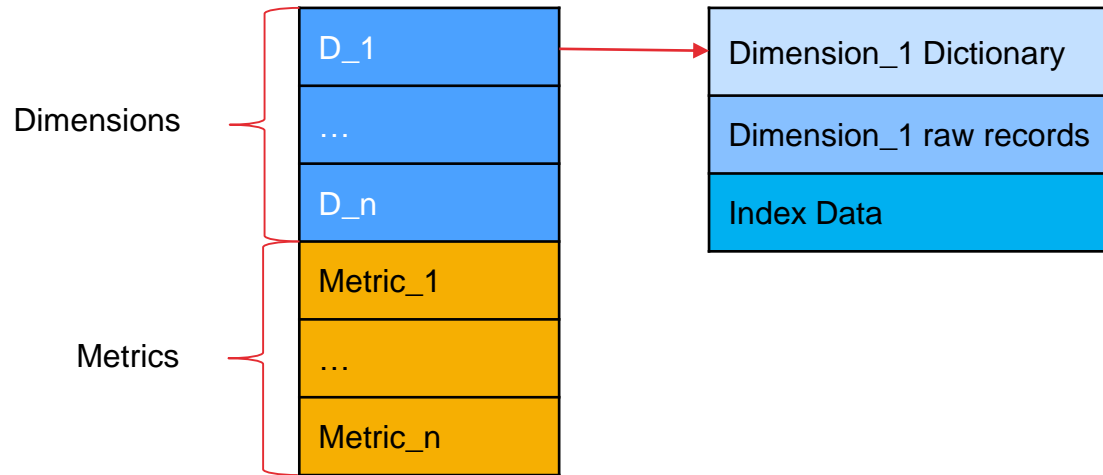 Dimensions
D_1
…
D_n
Metrics
Metric_1
…
Metric_n
Dimension_1 Dictionary
Dimension_1 raw records
Index Data